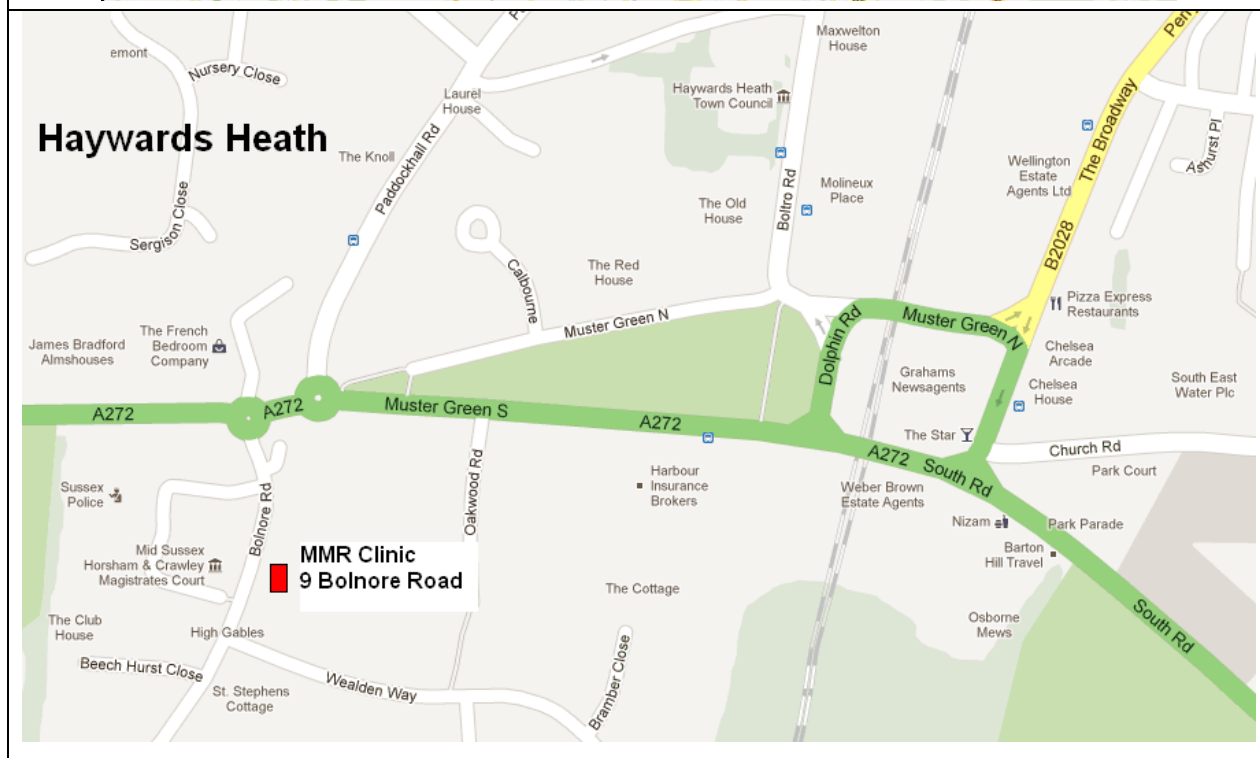 emont
Nursery Close
Laurel
House
Maxwelton
House
Haywards Heath
Town Council
Haywards Heath
The Knoll
Paddockhall Rd
The Broadway
Wellington
Estate
Agents Ltd
Ashurst Pl
Sergison Close
The Old
House
Boltro Rd
Molineux
Place
Calbourne
The Red
House
B2028
Pizza Express
Restaurants
Muster Green N
Dolphin Rd
Muster Green N
James Bradford
Almshouses
The French
Bedroom
Company
Chelsea
Arcade
Grahams
Newsagents
Chelsea
House
South East
Water Plc
A272
A272
Muster Green S
A272
The Star
A272
South Rd
Church Rd
Park Court
Sussex
Police
Bolnore Rd
Oakwood Rd
Harbour
Insurance
Brokers
Weber Brown
Estate Agents
Nizam
Park Parade
Barton
Hill Travel
Mid Sussex
Horsham & Crawley
Magistrates Court
MMR Clinic
9 Bolnore Road
The Cottage
The Club
House
High Gables
Osborne
Mews
South Rd
Beech Hurst Close
St. Stephens
Cottage
Wealden Way
Bramber Close